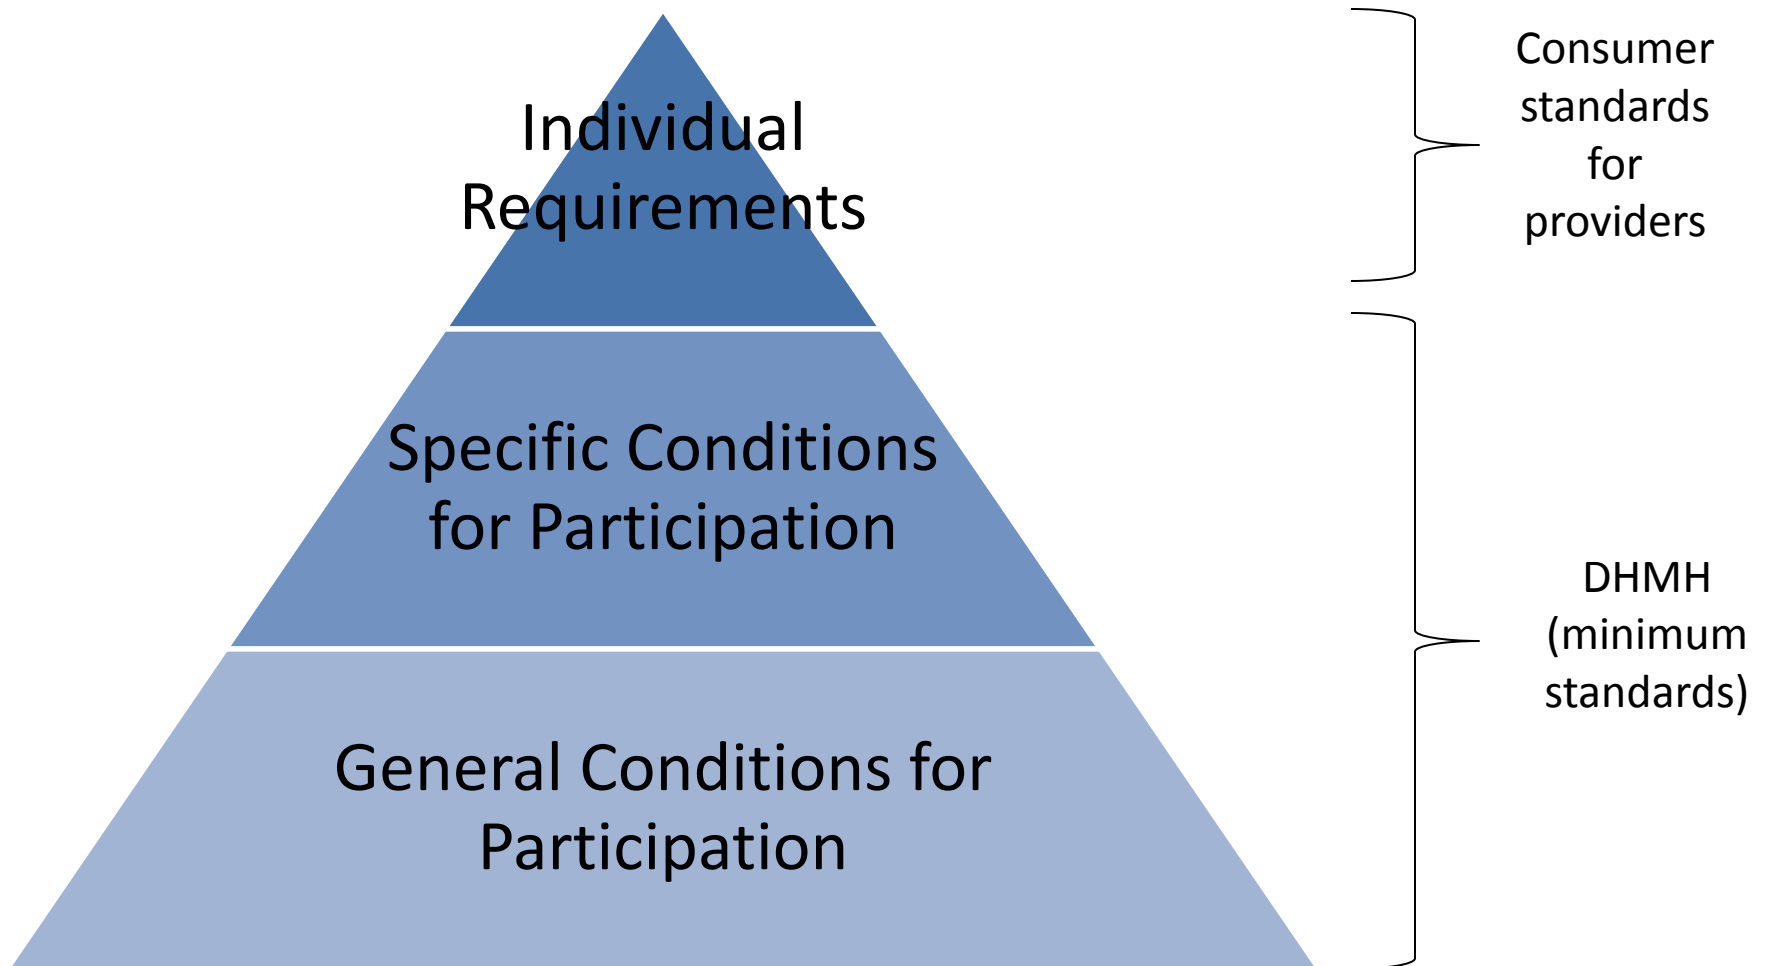 Individual
Requirements
Specific Conditions
for Participation
General Conditions for
Participation
Consumer
standards
for
providers
DHMH
(minimum
standards)